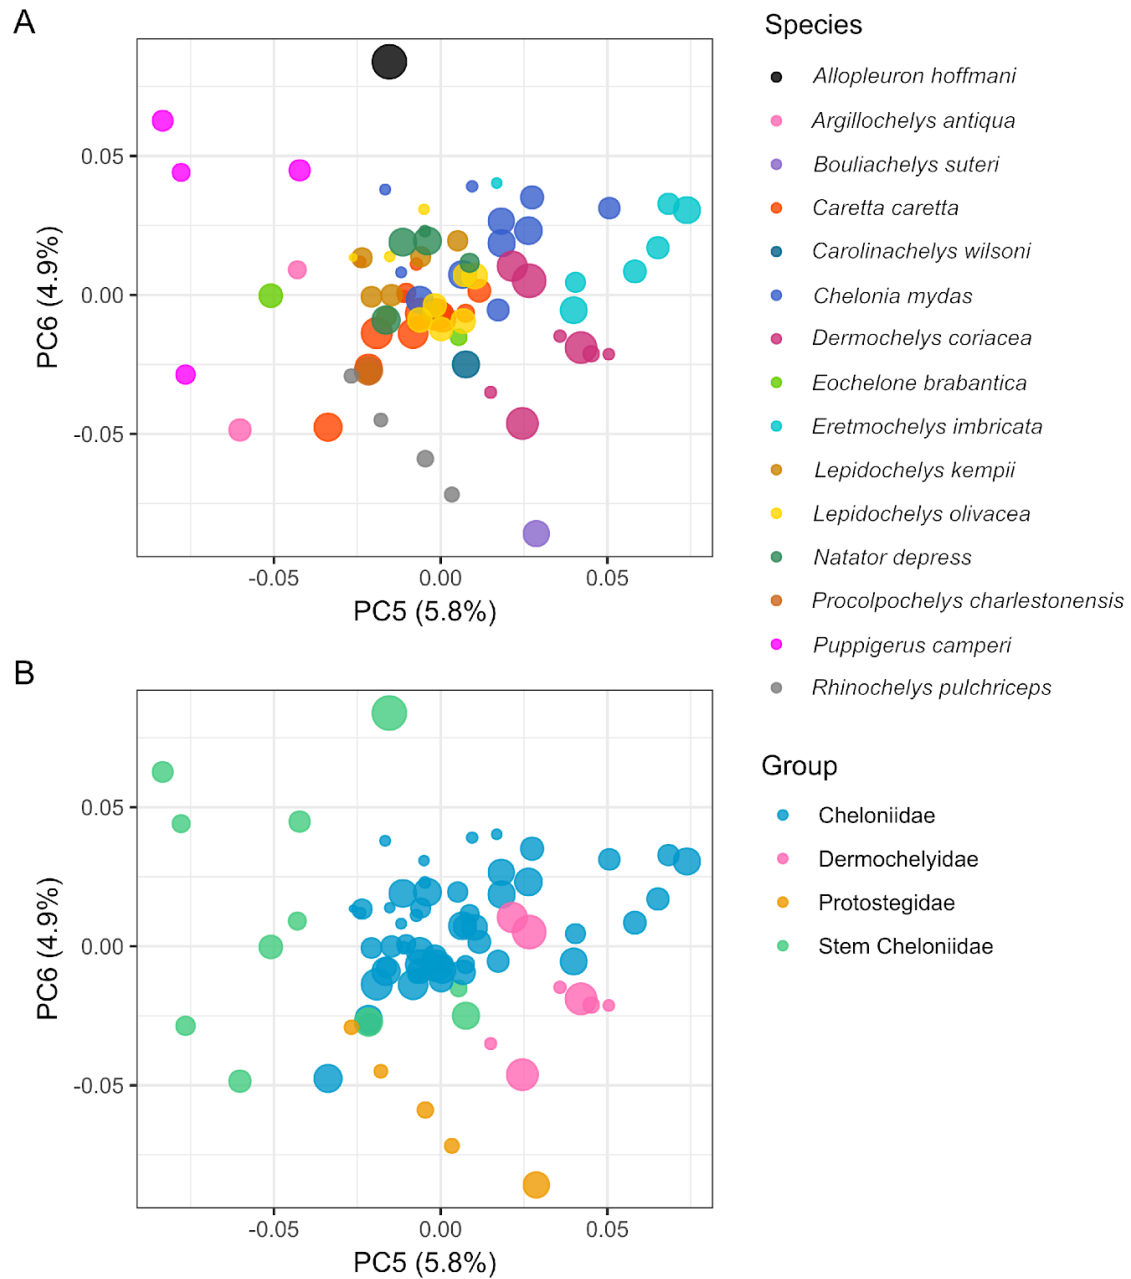 A
Species
Allopleuron hoffmani
Argillochelys antiqua
Bouliachelys suteri
Caretta caretta
Carolinachelys wilsoni
Chelonia mydas
Dermochelys coriacea
Eochelone brabantica
Eretmochelys imbricata
Lepidochelys kempii
Lepidochelys olivacea
Natator depress
Procolpochelys charlestonensis
Puppigerus camperi
Rhinochelys pulchriceps
PC6 (4.9%)
0.05
0.00
-0.05
-0.05
0.00
0.05
PC5 (5.8%)
B
Group
Cheloniidae
Dermochelyidae
Protostegidae
Stem Cheloniidae
PC6 (4.9%)
0.05
0.00
-0.05
-0.05
0.00
0.05
PC5 (5.8%)